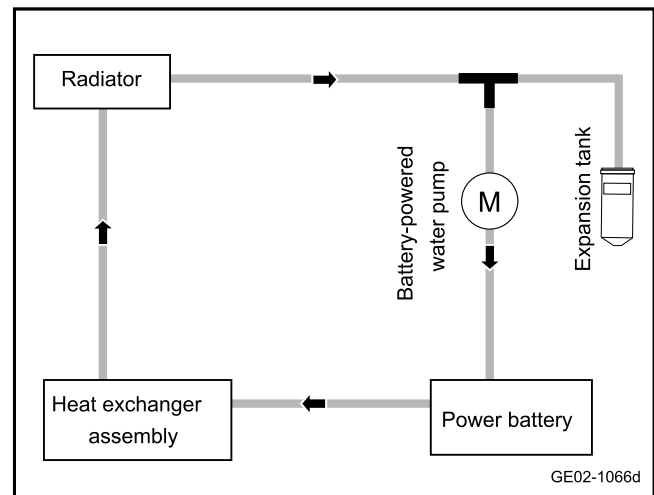 Radiator
Battery-powered
water pump
M
Expansion tank
Heat exchanger
assembly
Power battery
GE02-1066d